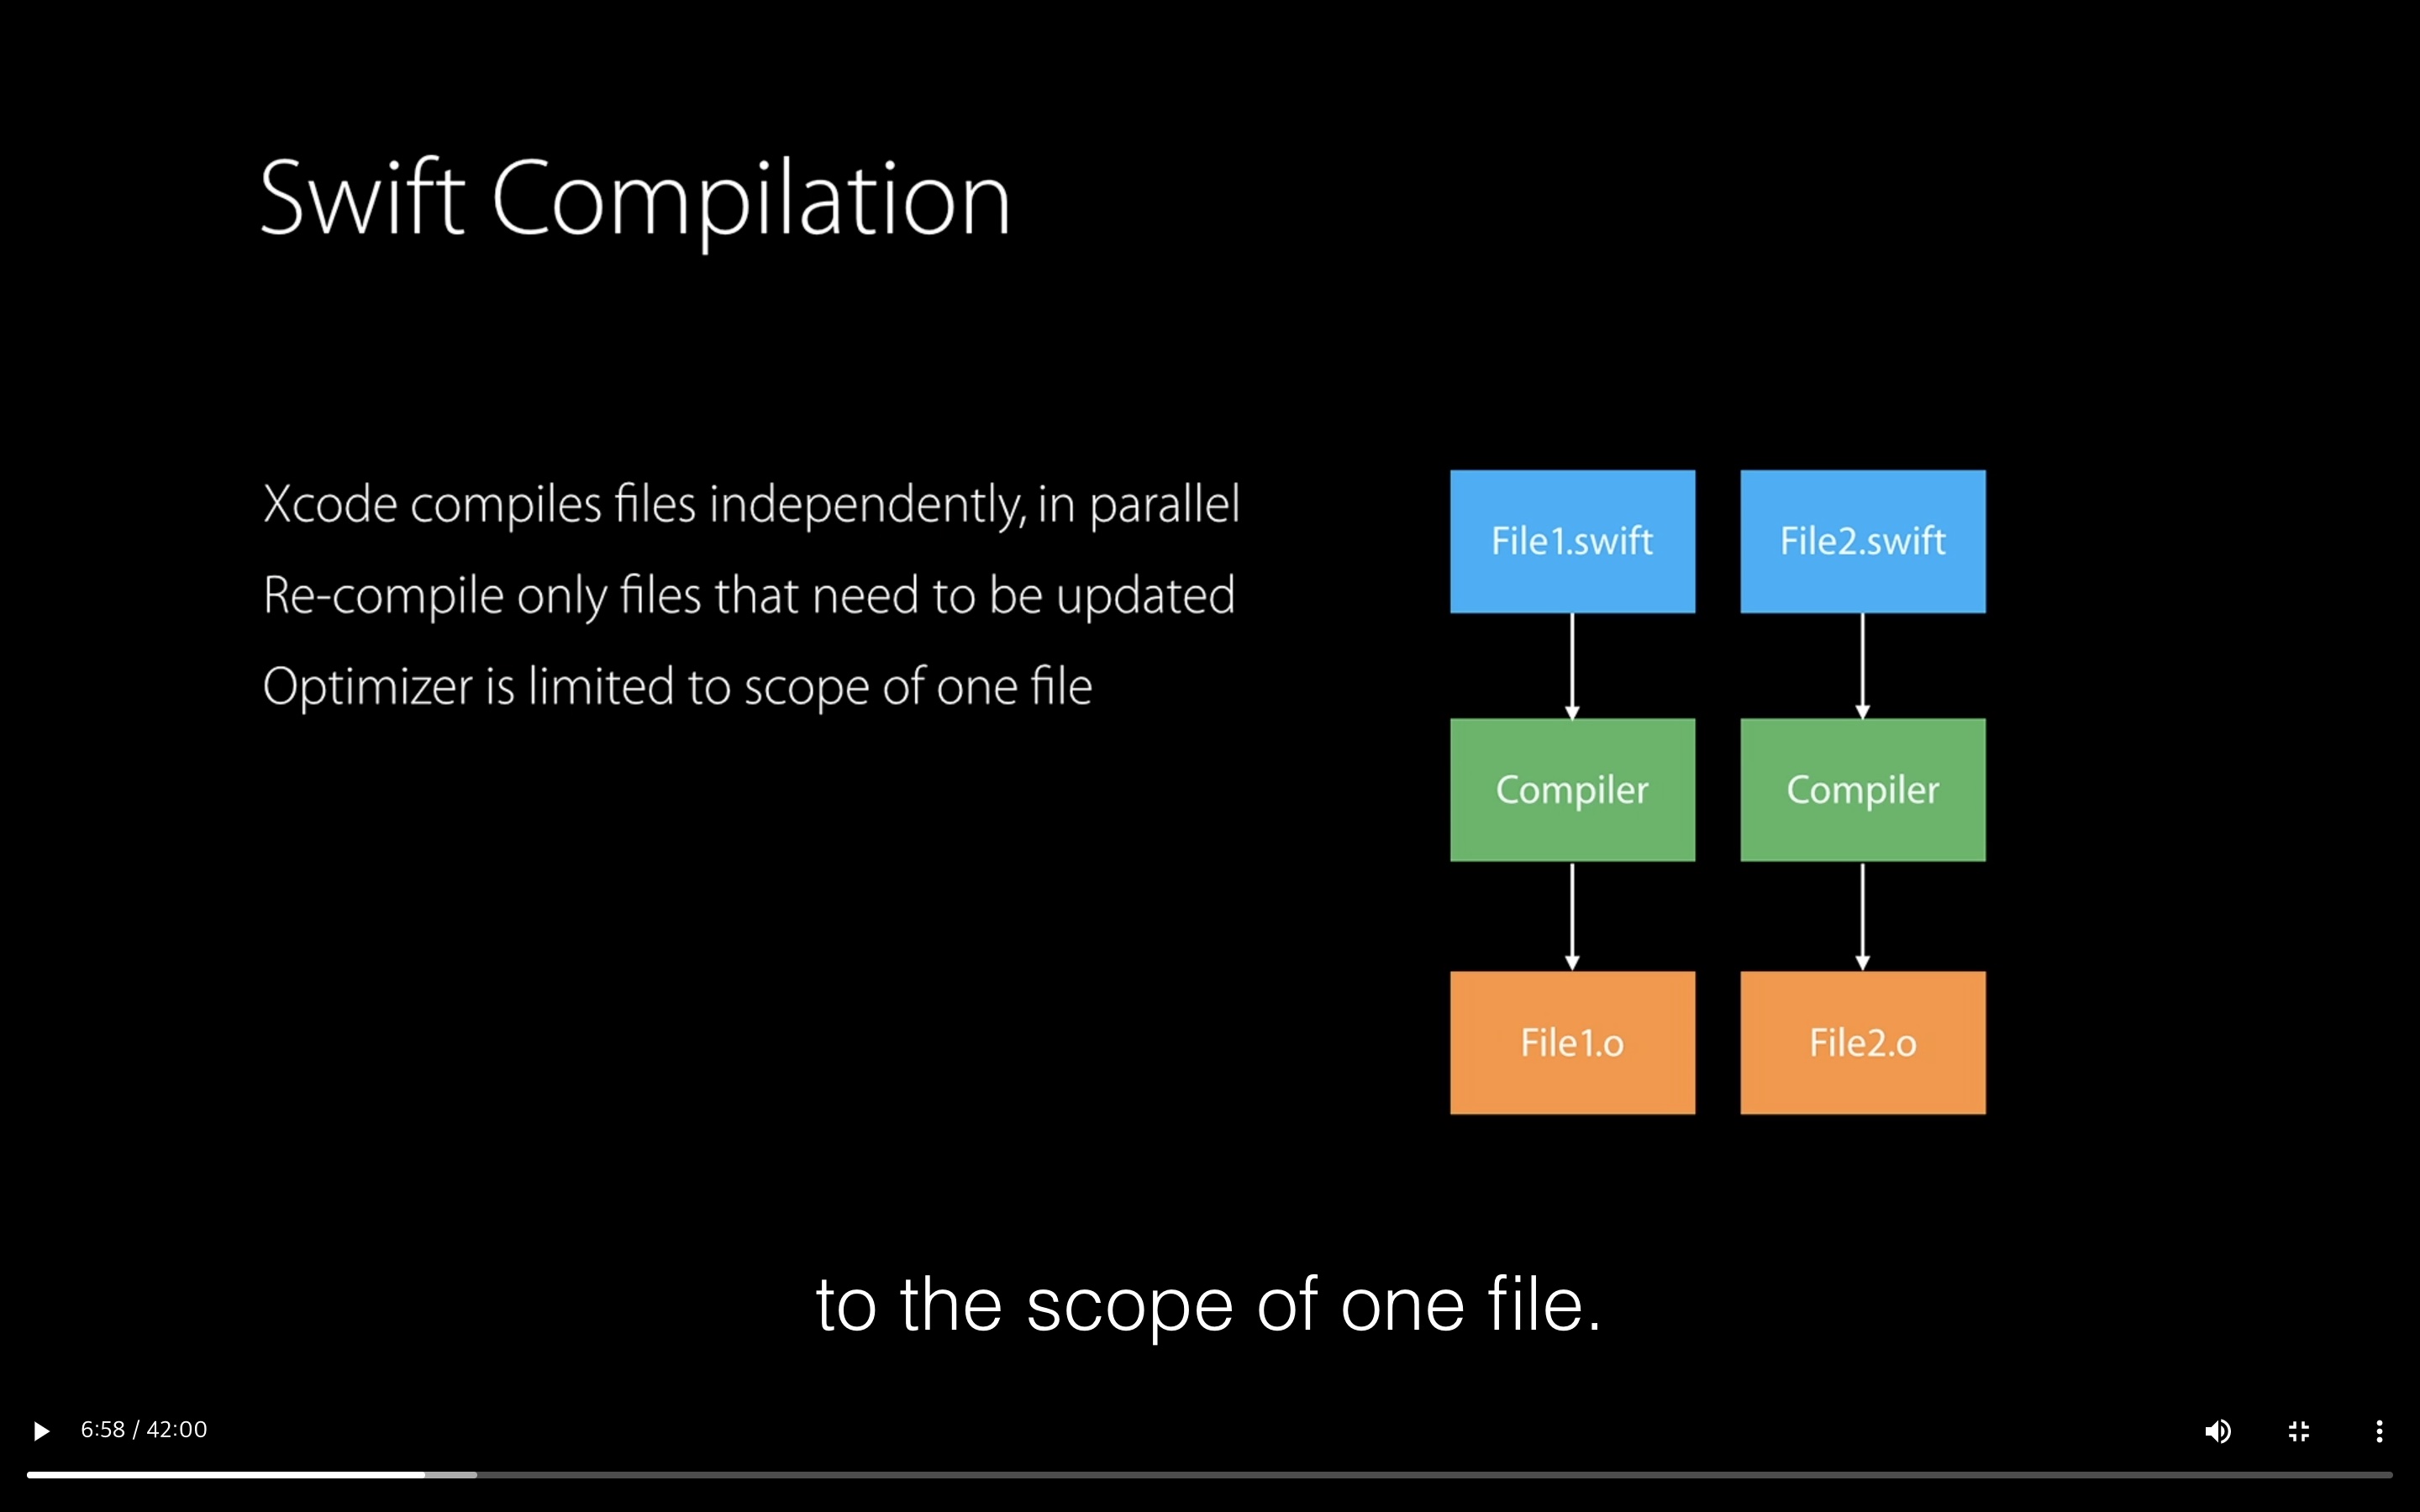 Swift Compilation
Xcode compiles files independently, in parallel
Re-compile only files that need to be updated
Optimizer is limited to scope of one file
File1.swift
File2.swift
Compiler
Compiler
File1.o
File2.o
to the scope of one file.
6:58 / 42:00